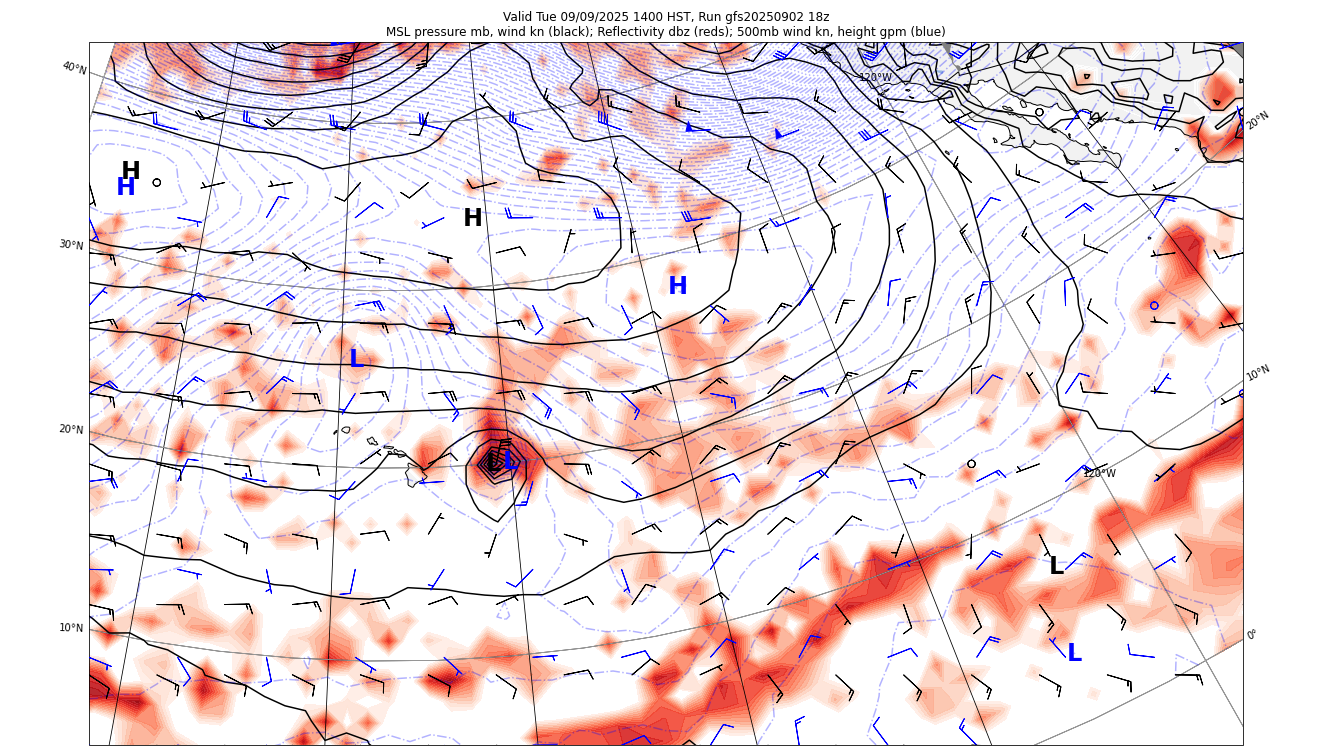 Valid Tue 09/09/2025 1400 HST, Run gfs20250902 18z
MSL pressure mb, wind kn (black); Reflectivity dbz (reds); 500mb wind kn, height gpm (blue)
40°N
120°W
20°N
H
H
H
30°N
H
L
10°N
20°N
L
L
120°W
L
10°N
0°
L